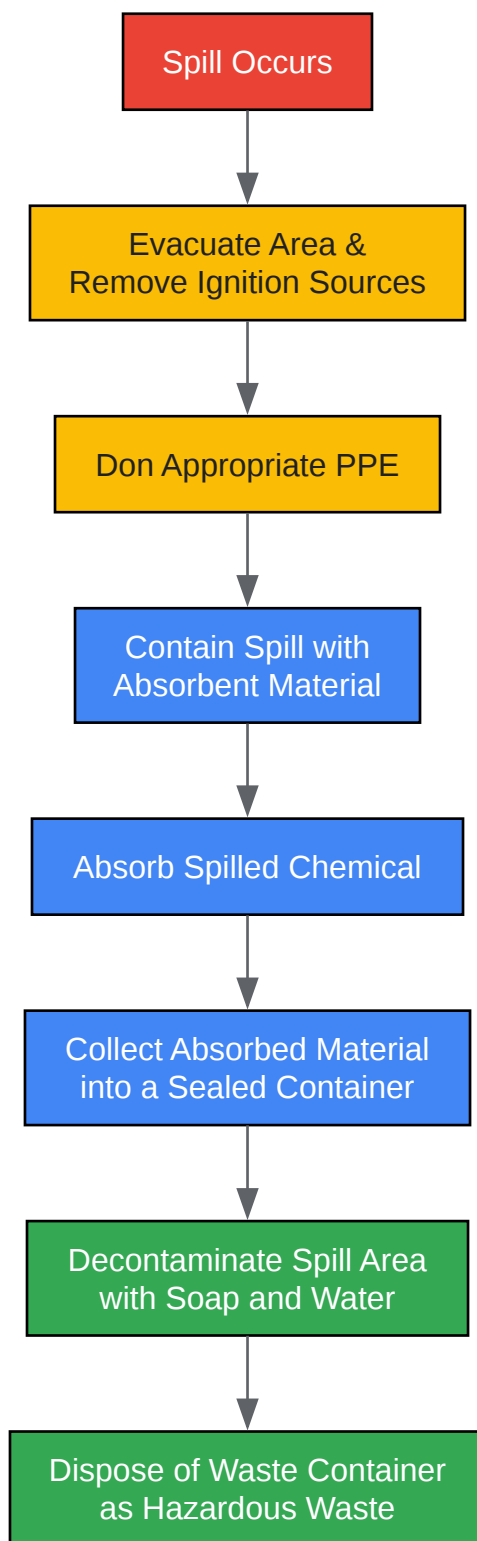 Spill Occurs
Evacuate Area &
Remove Ignition Sources
Don Appropriate PPE
Contain Spill with
Absorbent Material
Absorb Spilled Chemical
Collect Absorbed Material
into a Sealed Container
Decontaminate Spill Area
with Soap and Water
Dispose of Waste Container
as Hazardous Waste